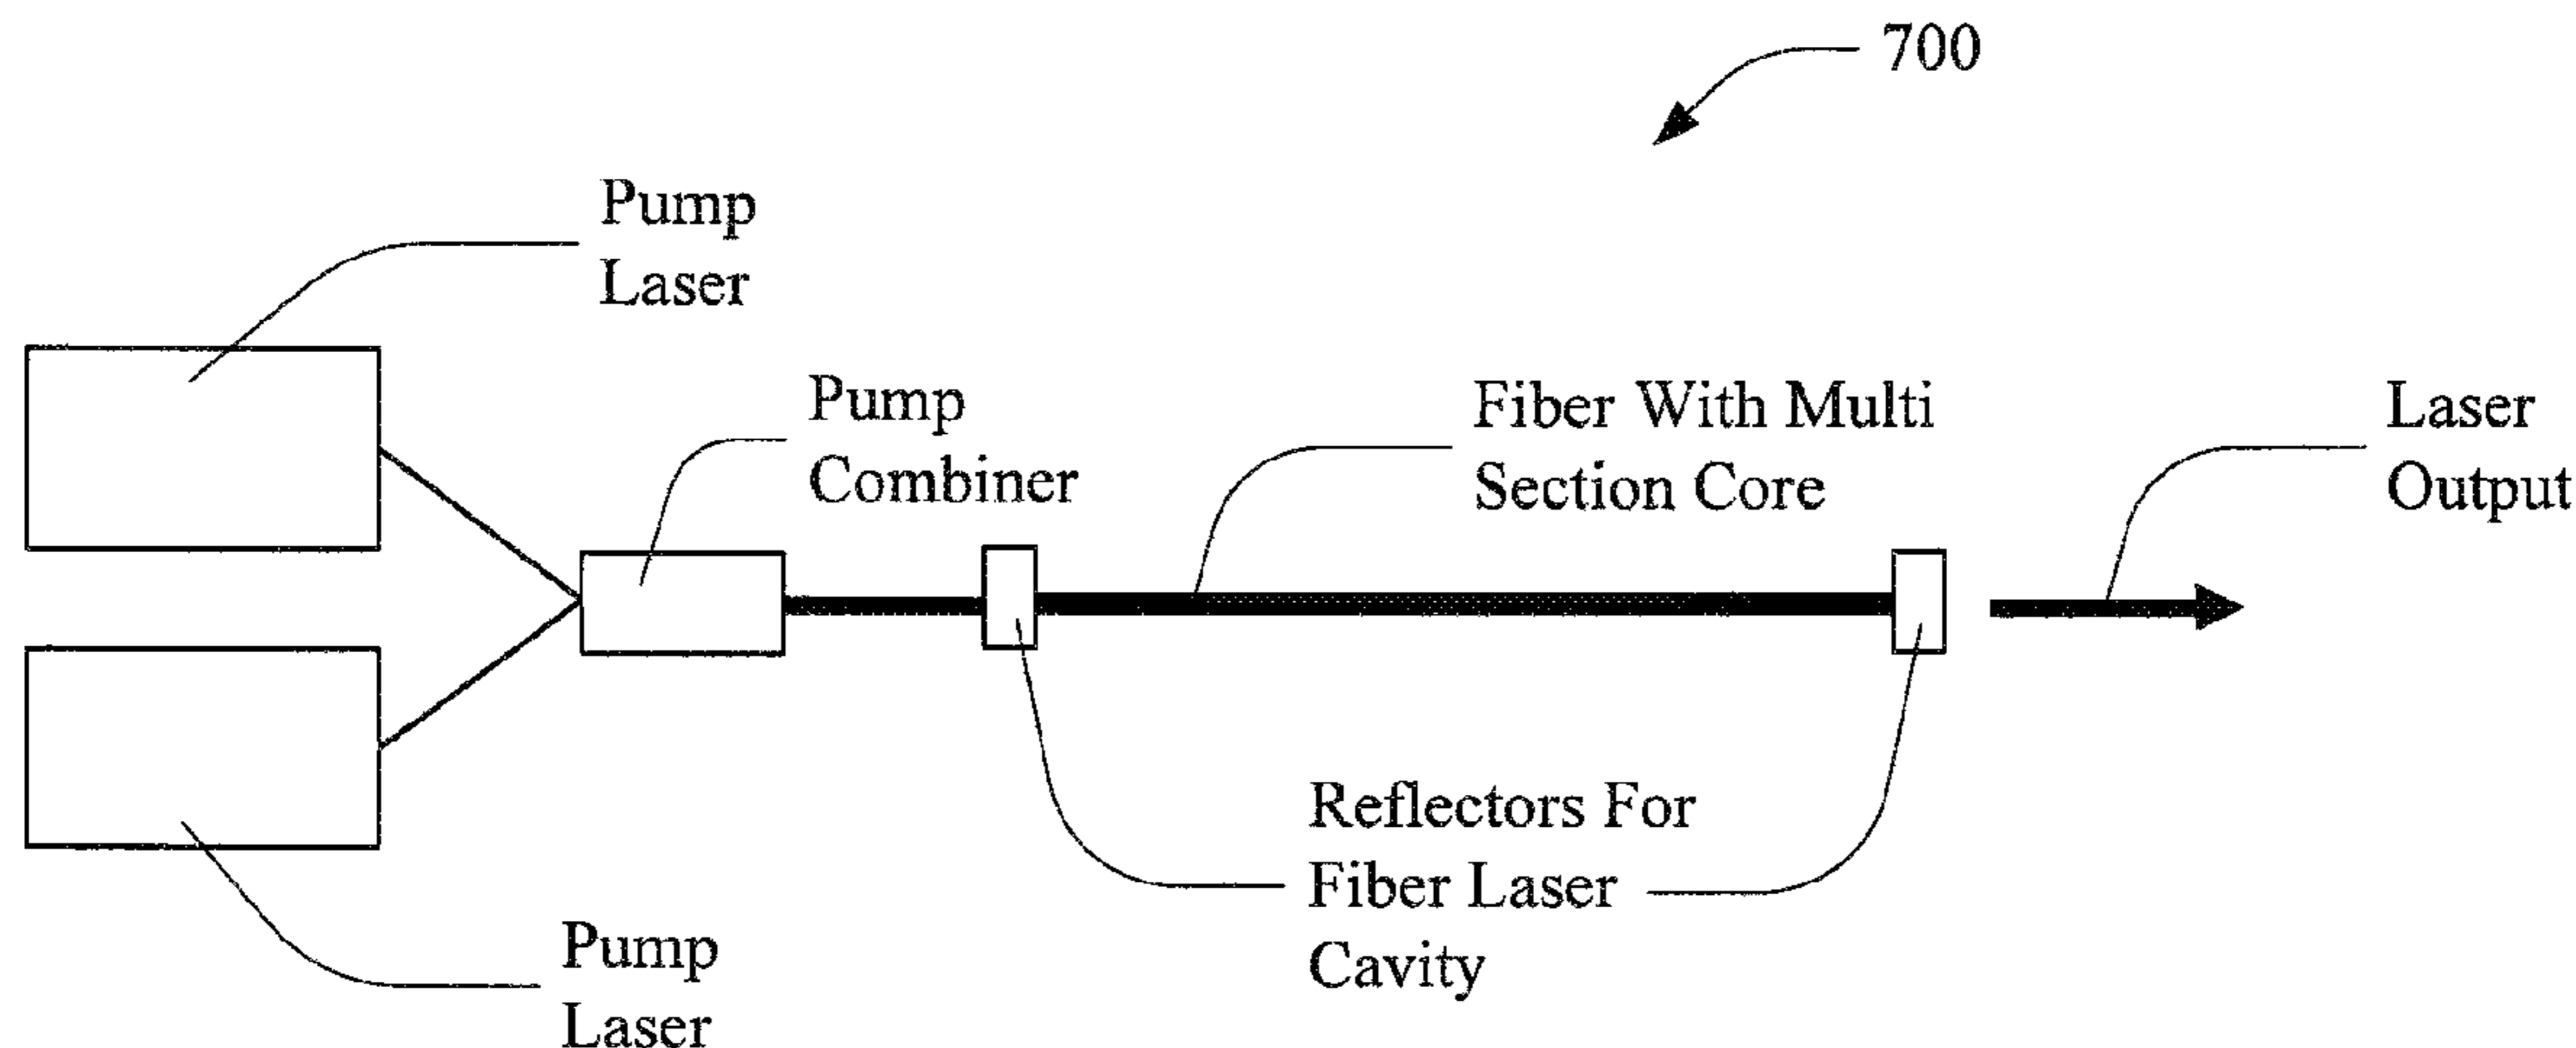 700
Pump
Laser
Pump
Combiner
Fiber With Multi
Section Core
Laser
Output
Reflectors For
Fiber Laser
Cavity
Pump
Laser